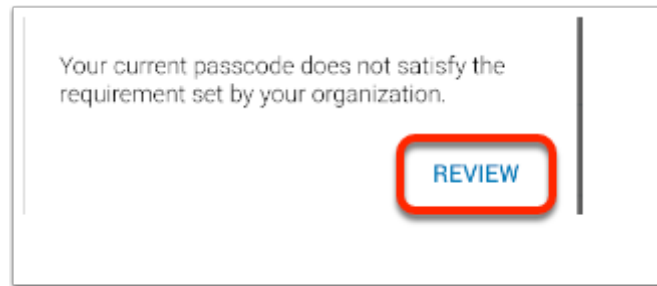 Your current passcode does not satisfy the
requirement set by your organization.
REVIEW